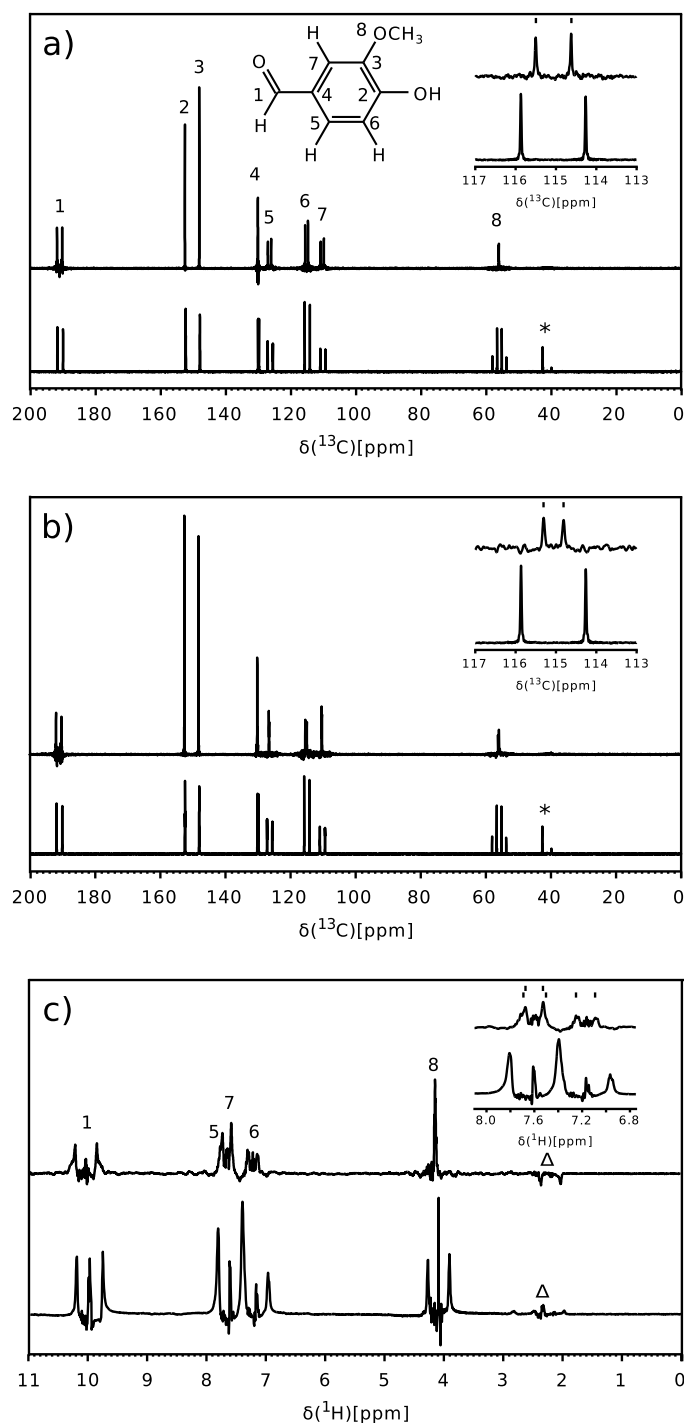 a)
8
H
OCH3
O
7
3
1
4
2
OH
H
5
6
H
H
117 116 115 114 113
δ(13C)[ppm]
1
2
3
4
5
6
7
8
*
200 180 160 140 120 100 80 60 40 20 0
δ(13C)[ppm]
b)
117 116 115 114 113
δ(13C)[ppm]
*
200 180 160 140 120 100 80 60 40 20 0
δ(13C)[ppm]
c)
8.0 7.6 7.2 6.8
δ(1H)[ppm]
1
5
7
6
8
Δ
Δ
11 10 9 8 7 6 5 4 3 2 1 0
δ(1H)[ppm]